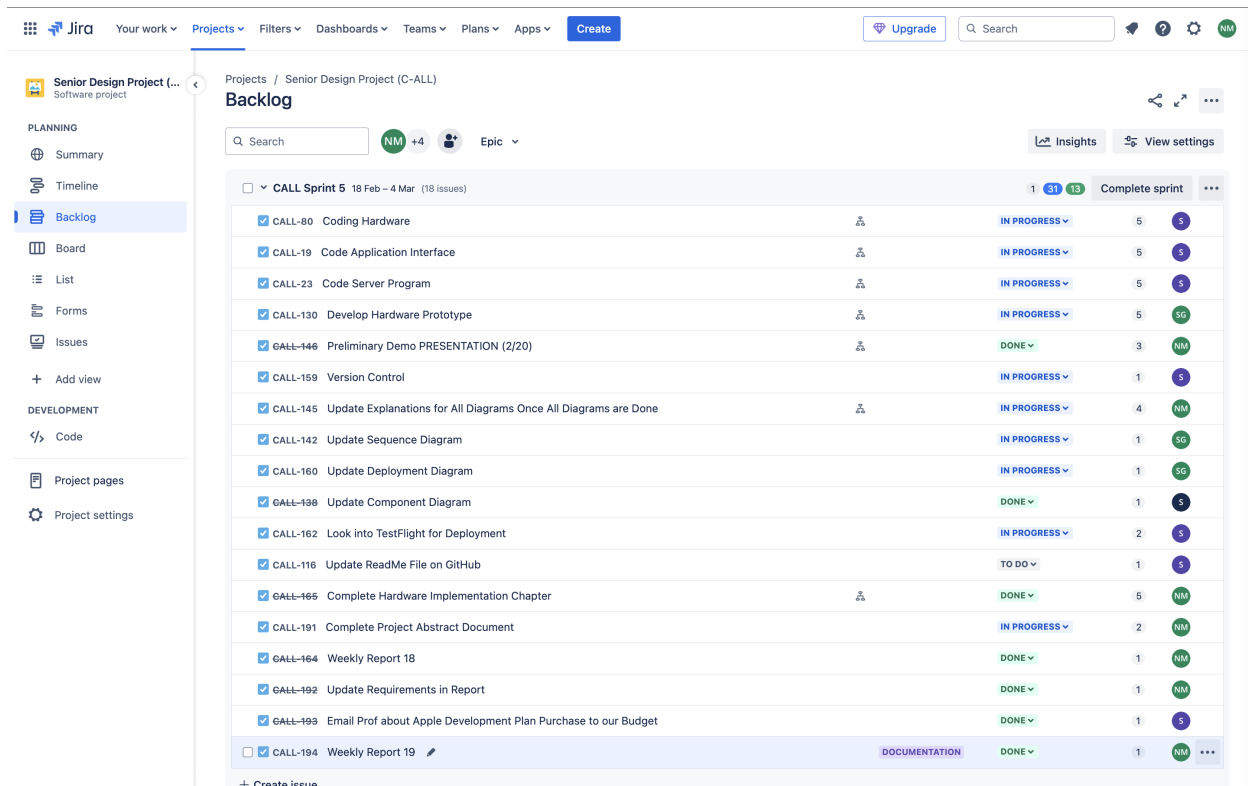 Jira Your work Projects Filters Dashboards Teams Plans Apps Create Upgrade Search NM
Senior Design Project (...
Software project
PLANNING
Summary
Timeline
Backlog
Board
List
Forms
Issues
Add view
DEVELOPMENT
Code
Project pages
Project settings
Projects / Senior Design Project (C-ALL)
Backlog
Search NM +4 Epic Insights View settings
CALL Sprint 5 18 Feb – 4 Mar (18 issues) 1 31 13 Complete sprint
CALL-80 Coding Hardware IN PROGRESS 5 S
CALL-19 Code Application Interface IN PROGRESS 5 S
CALL-23 Code Server Program IN PROGRESS 5 S
CALL-130 Develop Hardware Prototype IN PROGRESS 5 SG
CALL-146 Preliminary Demo PRESENTATION (2/20) DONE 3 NM
CALL-159 Version Control IN PROGRESS 1 S
CALL-145 Update Explanations for All Diagrams Once All Diagrams are Done IN PROGRESS 4 NM
CALL-142 Update Sequence Diagram IN PROGRESS 1 SG
CALL-160 Update Deployment Diagram IN PROGRESS 1 SG
CALL-138 Update Component Diagram DONE 1 S
CALL-162 Look into TestFlight for Deployment IN PROGRESS 2 S
CALL-116 Update ReadMe File on GitHub TO DO 1 S
CALL-165 Complete Hardware Implementation Chapter DONE 5 NM
CALL-191 Complete Project Abstract Document IN PROGRESS 2 NM
CALL-164 Weekly Report 18 DONE 1 NM
CALL-192 Update Requirements in Report DONE 1 NM
CALL-193 Email Prof about Apple Development Plan Purchase to our Budget DONE 1 S
CALL-194 Weekly Report 19 DOCUMENTATION DONE 1 NM
+ Create issue